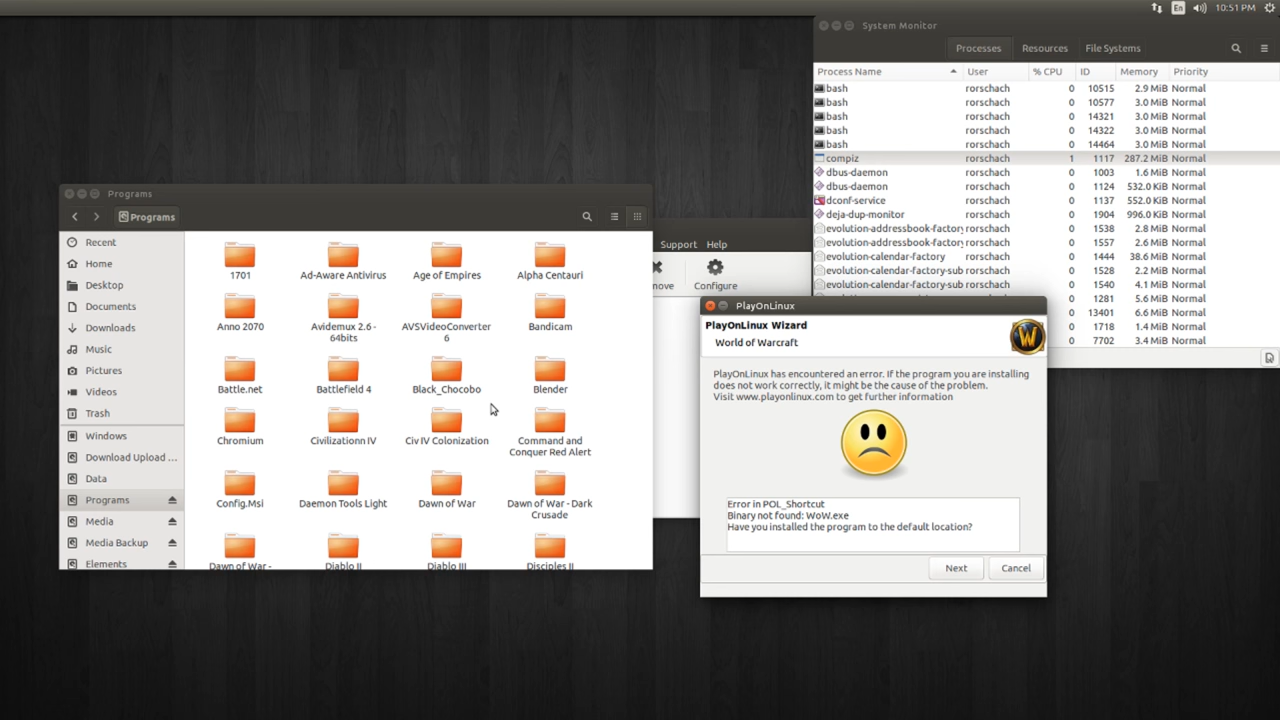 En
10:51 PM
System Monitor
Processes
Resources
File Systems
Process Name
User
% CPU
ID
Memory
Priority
bash rorschach 0 10515 2.9 MiB Normal
bash rorschach 0 10577 3.0 MiB Normal
bash rorschach 0 14321 3.0 MiB Normal
bash rorschach 0 14322 3.0 MiB Normal
bash rorschach 0 14464 3.0 MiB Normal
compiz rorschach 1 1117 287.2 MiB Normal
dbus-daemon rorschach 0 1003 1.6 MiB Normal
dbus-daemon rorschach 0 1124 532.0 KiB Normal
dconf-service rorschach 0 1137 552.0 KiB Normal
deja-dup-monitor rorschach 0 1904 996.0 KiB Normal
evolution-addressbook-factory rorschach 0 1538 2.8 MiB Normal
evolution-addressbook-factory rorschach 0 1557 2.6 MiB Normal
evolution-calendar-factory rorschach 0 1444 38.6 MiB Normal
evolution-calendar-factory-sub rorschach 0 1528 2.2 MiB Normal
evolution-calendar-factory-sub rorschach 0 1540 4.1 MiB Normal
1281 5.6 MiB Normal
13401 6.6 MiB Normal
1718 1.4 MiB Normal
7702 3.4 MiB Normal
Programs
Programs
Recent
Home
Desktop
Documents
Downloads
Music
Pictures
Videos
Trash
Windows
Download Upload ...
Data
Programs
Media
Media Backup
Elements
1701
Ad-Aware Antivirus
Age of Empires
Alpha Centauri
Anno 2070
Avidemux 2.6 -
64bits
AVSVideoConverter
6
Bandicam
Battle.net
Battlefield 4
Black_Chocobo
Blender
Chromium
Civilizationn IV
Civ IV Colonization
Command and
Conquer Red Alert
Config.Msi
Daemon Tools Light
Dawn of War
Dawn of War - Dark
Crusade
Dawn of War -
Diablo II
Diablo III
Disciples II
Support
Help
move
Configure
PlayOnLinux
PlayOnLinux Wizard
World of Warcraft
PlayOnLinux has encountered an error. If the program you are installing
does not work correctly, it might be the cause of the problem.
Visit www.playonlinux.com to get further information
Error in POL_Shortcut
Binary not found: WoW.exe
Have you installed the program to the default location?
Next
Cancel